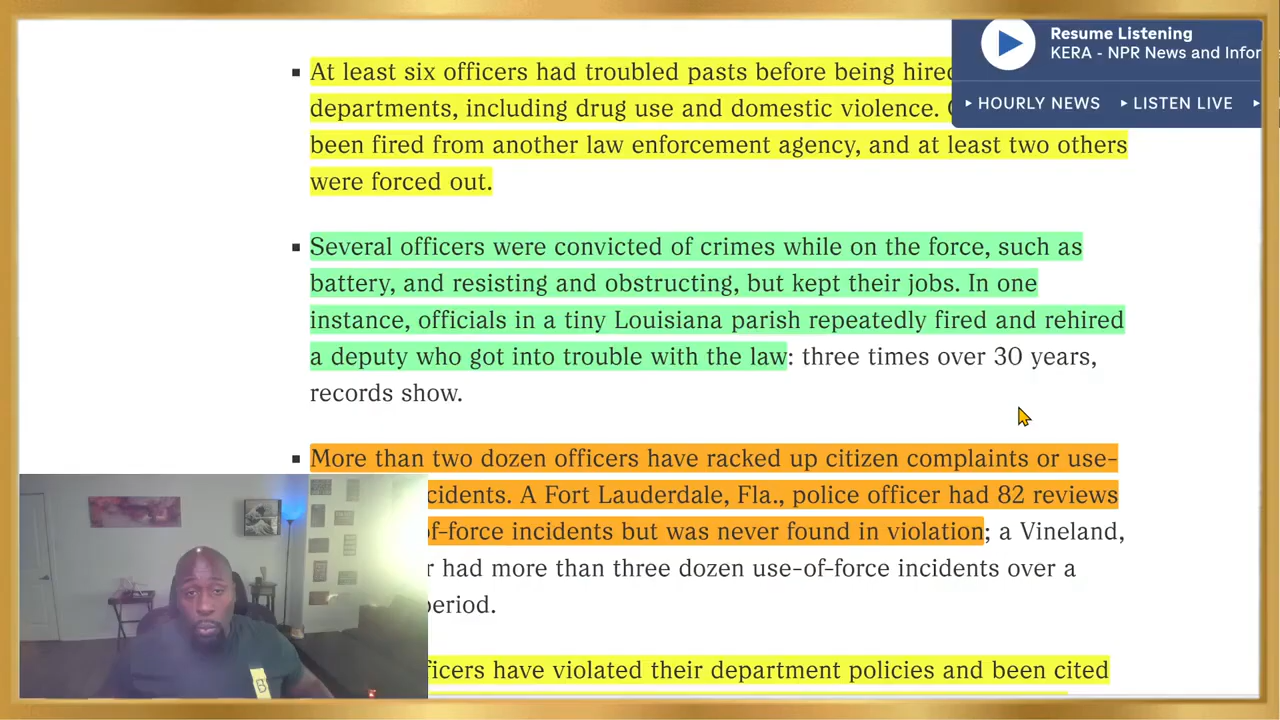 Resume Listening
KERA - NPR News and Infor
HOURLY NEWS LISTEN LIVE
At least six officers had troubled pasts before being hired
departments, including drug use and domestic violence.
been fired from another law enforcement agency, and at least two others
were forced out.
Several officers were convicted of crimes while on the force, such as
battery, and resisting and obstructing, but kept their jobs. In one
instance, officials in a tiny Louisiana parish repeatedly fired and rehired
a deputy who got into trouble with the law: three times over 30 years,
records show.
More than two dozen officers have racked up citizen complaints or use-
cidents. A Fort Lauderdale, Fla., police officer had 82 reviews
of-force incidents but was never found in violation; a Vineland,
r had more than three dozen use-of-force incidents over a
period.
ficers have violated their department policies and been cited